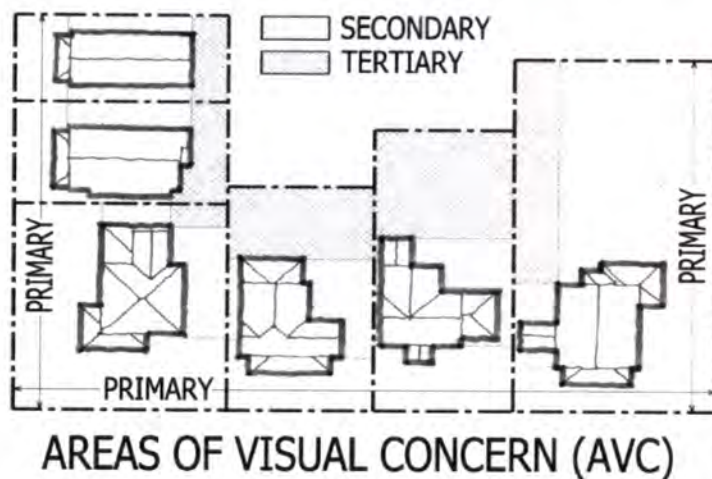 SECONDARY
TERTIARY
PRIMARY
PRIMARY
PRIMARY
AREAS OF VISUAL CONCERN (AVC)